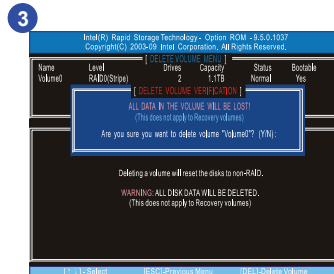 3
Intel(R) Rapid Storage Technology - Option ROM - 9.5.0.1037
Copyright(C) 2003-09 Intel Corporation, All Rights Reserved.
[ DELETE VOLUME MENU ]
Name Level Drives Capacity Status Bootable
Volume0 RAID0(Stripe) 2 1.1TB Normal Yes
[ DELETE VOLUME VERIFICATION ]
ALL DATA IN THE VOLUME WILL BE LOST!
(This does not apply to Recovery volumes)
Are you sure you want to delete volume "Volume0"? (Y/N) :
Deleting a volume will reset the disks to non-RAID.
WARNING: ALL DISK DATA WILL BE DELETED.
(This does not apply to Recovery volumes)
[↑↓]-Select [ESC]-Previous Menu [DEL]-Delete Volume